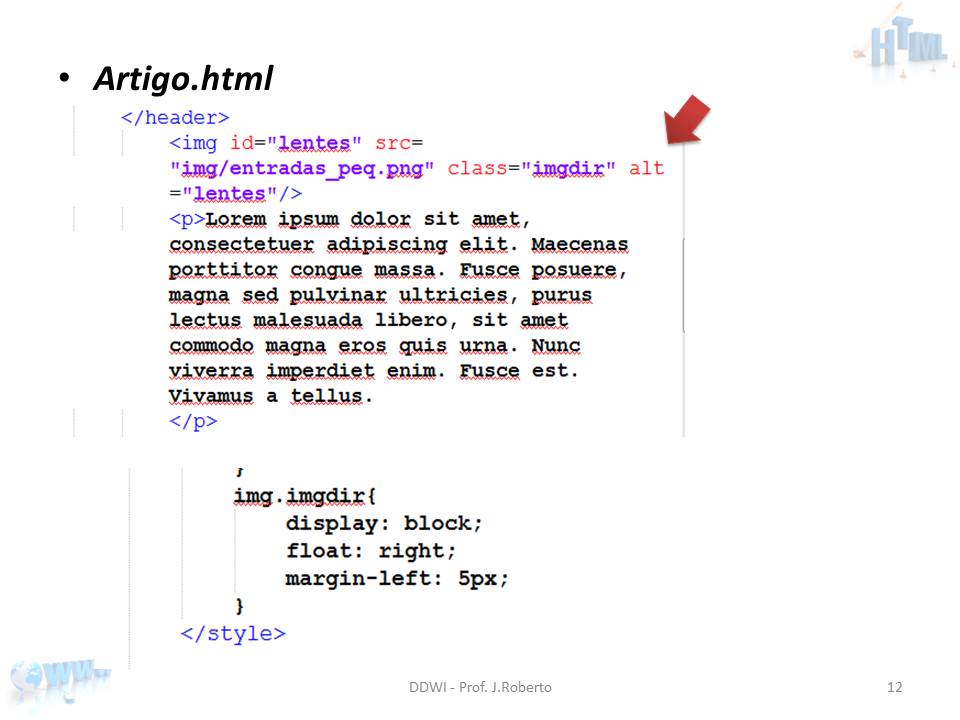 HTML
• Artigo.html
</header>
<img id="lentes" src=
"img/entradas_peq.png" class="imgdir" alt
="lentes"/>
<p>Lorem ipsum dolor sit amet,
consectetuer adipiscing elit. Maecenas
porttitor congue massa. Fusce posuere,
magna sed pulvinar ultricies, purus
lectus malesuada libero, sit amet
commodo magna eros quis urna. Nunc
viverra imperdiet enim. Fusce est.
Vivamus a tellus.
</p>
img.imgdir{
display: block;
float: right;
margin-left: 5px;
}
</style>
WWW
DDWI - Prof. J.Roberto
12